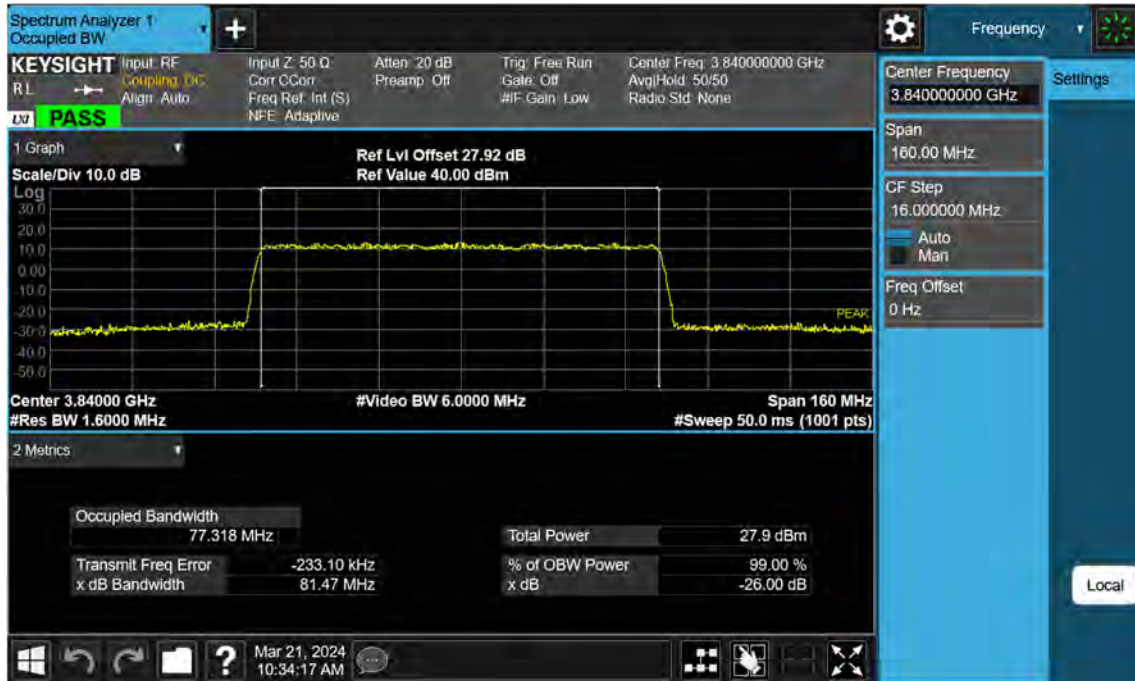 Spectrum Analyzer 1
Occupied BW
+
Frequency
KEYSIGHT
Input: RF
Input Z: 50 Ω
Atten: 20 dB
Trig: Free Run
Center Freq: 3.840000000 GHz
RL
Coupling: DC
Corr CCorr
Preamp: Off
Gate: Off
Avg|Hold: 50/50
Align: Auto
Freq Ref: Int (S)
#IF Gain: Low
Radio Std: None
LXI
PASS
NFE: Adaptive
Center Frequency
3.840000000 GHz
Settings
Span
160.00 MHz
CF Step
16.000000 MHz
Auto
Man
Freq Offset
0 Hz
1 Graph
Ref Lvl Offset 27.92 dB
Scale/Div 10.0 dB
Ref Value 40.00 dBm
Log
30.0
20.0
10.0
0.00
-10.0
-20.0
-30.0
-40.0
-50.0
PEAK
Center 3.84000 GHz
#Video BW 6.0000 MHz
Span 160 MHz
#Res BW 1.6000 MHz
#Sweep 50.0 ms (1001 pts)
2 Metrics
Occupied Bandwidth
77.318 MHz
Total Power
27.9 dBm
Transmit Freq Error
-233.10 kHz
% of OBW Power
99.00 %
x dB Bandwidth
81.47 MHz
x dB
-26.00 dB
Local
?
Mar 21, 2024
10:34:17 AM